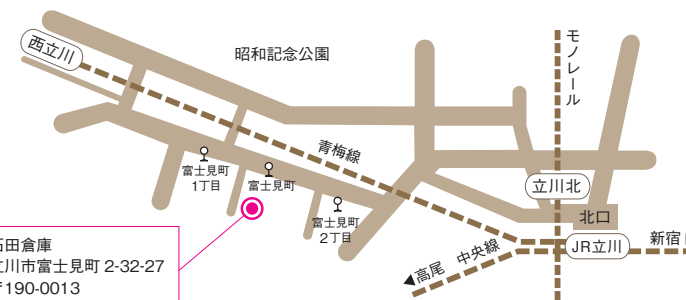 西立川
昭和記念公園
モノレール
青梅線
富士見町
1丁目
富士見町
富士見町
2丁目
立川北
北口
JR立川
新宿
高尾
中央線
石田倉庫
立川市富士見町 2-32-27
〒190-0013